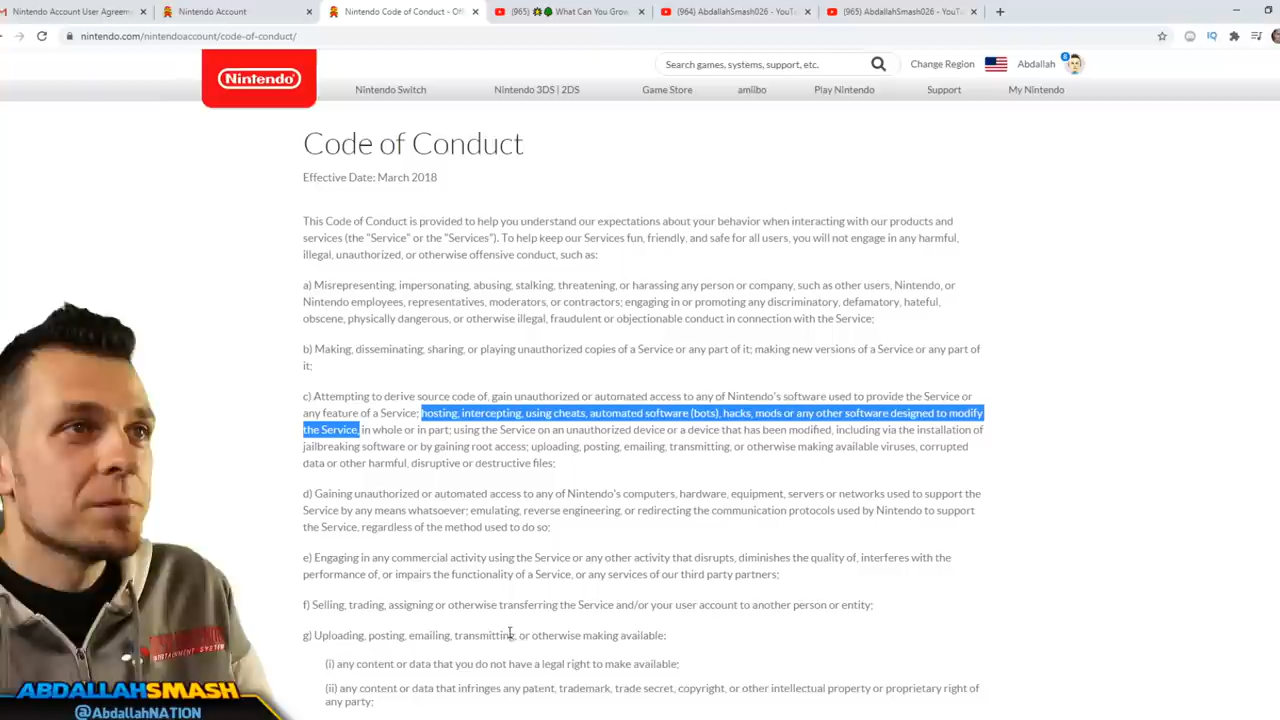 Nintendo Account User Agreem
Nintendo Account
Nintendo Code of Conduct - Of
(965) What Can You Grow
(964) AbdallahSmash026 - YouT
(965) AbdallahSmash026 - YouT
nintendo.com/nintendoaccount/code-of-conduct/
Nintendo
Search games, systems, support, etc.
Change Region
Abdallah
Nintendo Switch
Nintendo 3DS | 2DS
Game Store
amiibo
Play Nintendo
Support
My Nintendo
Code of Conduct
Effective Date: March 2018
This Code of Conduct is provided to help you understand our expectations about your behavior when interacting with our products and
services (the "Service" or the "Services"). To help keep our Services fun, friendly, and safe for all users, you will not engage in any harmful,
illegal, unauthorized, or otherwise offensive conduct, such as:
a) Misrepresenting, impersonating, abusing, stalking, threatening, or harassing any person or company, such as other users, Nintendo, or
Nintendo employees, representatives, moderators, or contractors; engaging in or promoting any discriminatory, defamatory, hateful,
obscene, physically dangerous, or otherwise illegal, fraudulent or objectionable conduct in connection with the Service;
b) Making, disseminating, sharing, or playing unauthorized copies of a Service or any part of it; making new versions of a Service or any part of
it;
c) Attempting to derive source code of, gain unauthorized or automated access to any of Nintendo's software used to provide the Service or
any feature of a Service; hosting, intercepting, using cheats, automated software (bots), hacks, mods or any other software designed to modify
the Service, in whole or in part; using the Service on an unauthorized device or a device that has been modified, including via the installation of
jailbreaking software or by gaining root access; uploading, posting, emailing, transmitting, or otherwise making available viruses, corrupted
data or other harmful, disruptive or destructive files;
d) Gaining unauthorized or automated access to any of Nintendo's computers, hardware, equipment, servers or networks used to support the
Service by any means whatsoever; emulating, reverse engineering, or redirecting the communication protocols used by Nintendo to support
the Service, regardless of the method used to do so;
e) Engaging in any commercial activity using the Service or any other activity that disrupts, diminishes the quality of, interferes with the
performance of, or impairs the functionality of a Service, or any services of our third party partners;
f) Selling, trading, assigning or otherwise transferring the Service and/or your user account to another person or entity;
g) Uploading, posting, emailing, transmitting, or otherwise making available:
(i) any content or data that you do not have a legal right to make available;
(ii) any content or data that infringes any patent, trademark, trade secret, copyright, or other intellectual property or proprietary right of
any party;
ABDALLAHSMASH
@AbdallahNATION